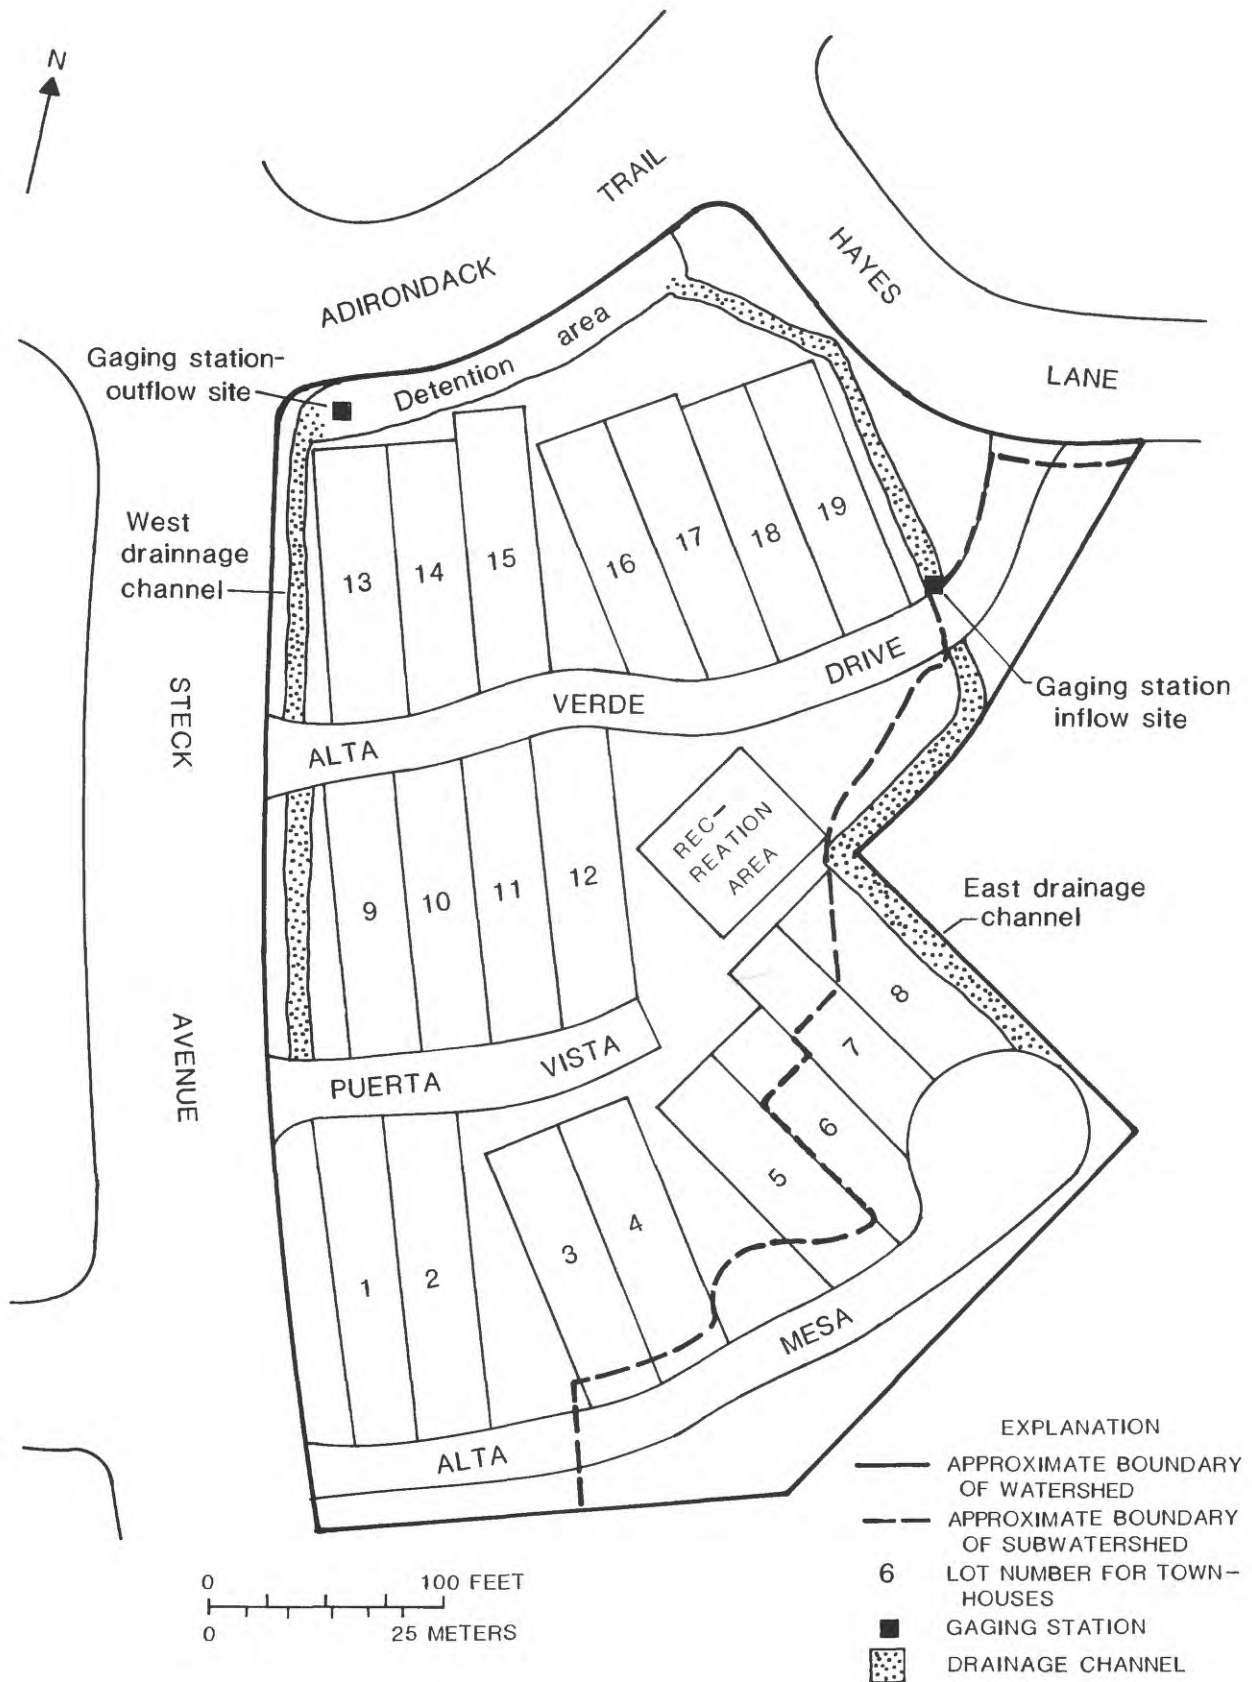 N
TRAIL
HAYES
ADIRONDACK
LANE
Gaging station-
outflow site
Detention area
West
drainnage
channel
13
14
15
16
17
18
19
STECK
ALTA
VERDE
DRIVE
Gaging station
inflow site
REC-
REATION
AREA
9
10
11
12
East drainage
channel
8
7
6
5
AVENUE
PUERTA
VISTA
1
2
3
4
ALTA
MESA
EXPLANATION
APPROXIMATE BOUNDARY
OF WATERSHED
APPROXIMATE BOUNDARY
OF SUBWATERSHED
6 LOT NUMBER FOR TOWN-
HOUSES
GAGING STATION
DRAINAGE CHANNEL
0 100 FEET
0 25 METERS